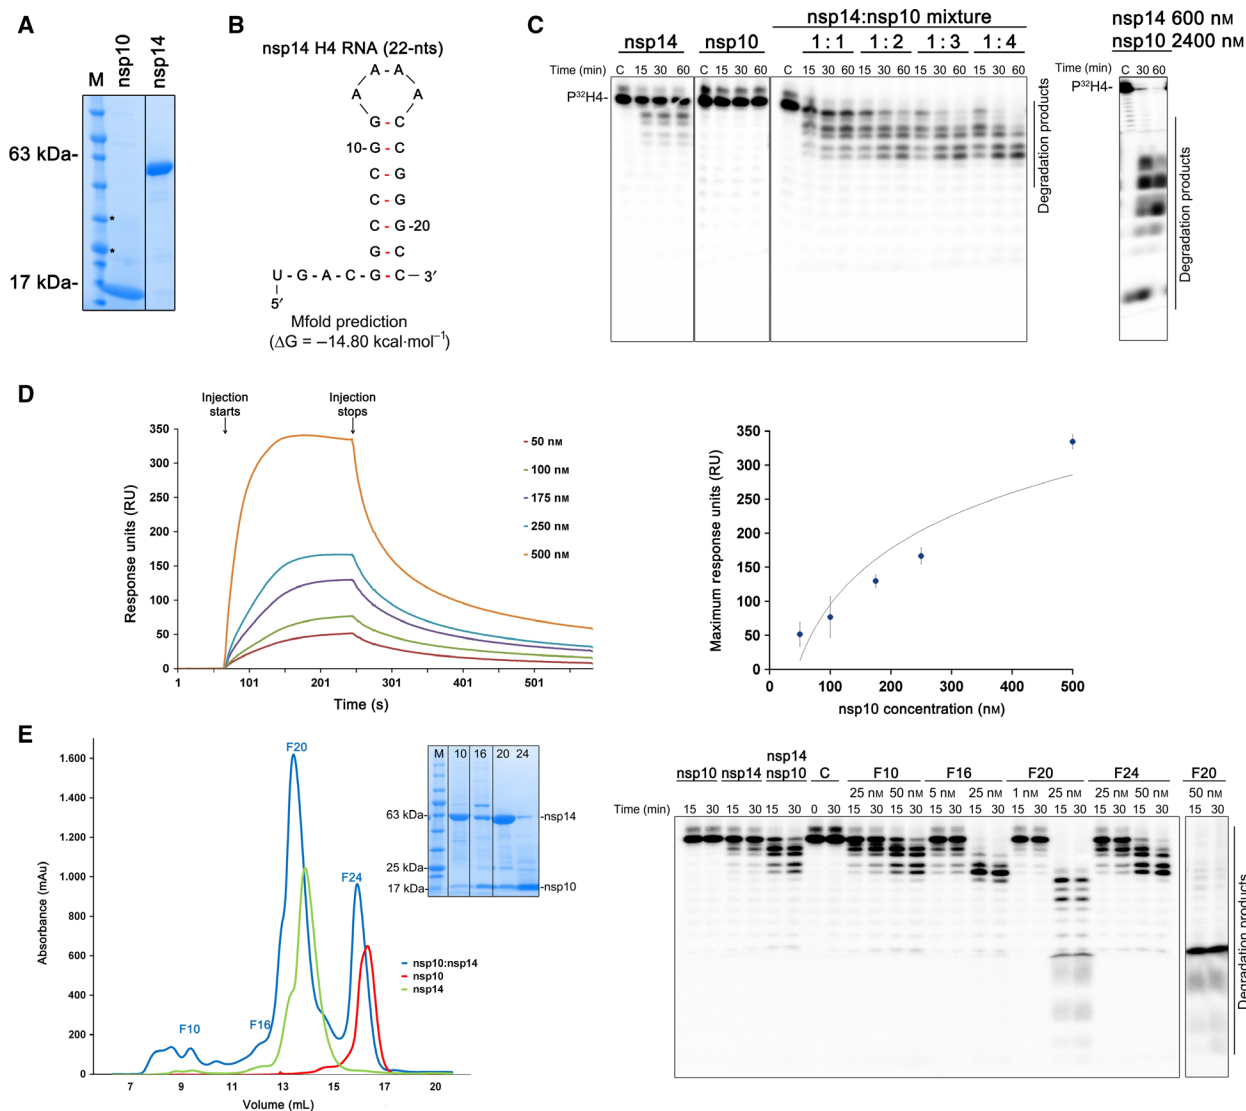 A
M
nsp10
nsp14
63 kDa-
17 kDa-
*
*
B
nsp14 H4 RNA (22-nts)
A - A
A A
G - C
10-G - C
C - G
C - G
C - G-20
G - C
U - G - A - C - G - C — 3′
5′
Mfold prediction
(ΔG = –14.80 kcal·mol⁻¹)
C
nsp14:nsp10 mixture
nsp14 nsp10 1 : 1 1 : 2 1 : 3 1 : 4
Time (min) C 15 30 60 C 15 30 60 C 15 30 60 15 30 60 15 30 60 15 30 60
P³²H4-
Degradation products
nsp14 600 nM
nsp10 2400 nM
Time (min) C 30 60
P³²H4-
Degradation products
D
Injection starts
Injection stops
Response units (RU)
350
300
250
200
150
100
50
0
1 101 201 301 401 501
Time (s)
50 nM
100 nM
175 nM
250 nM
500 nM
Maximum response units (RU)
350
300
250
200
150
100
50
0
0 100 200 300 400 500
nsp10 concentration (nM)
E
Absorbance (mAu)
1.600
1.400
1.200
1.000
800
600
400
200
0
7 9 11 13 15 17 20
Volume (mL)
F10
F16
F20
F24
nsp10:nsp14
nsp10
nsp14
M 10 16 20 24
63 kDa-
25 kDa-
17 kDa-
-nsp14
-nsp10
nsp10 nsp14 nsp14 nsp10 C F10 F16 F20 F24 F20
25 nM 50 nM 5 nM 25 nM 1 nM 25 nM 25 nM 50 nM 50 nM
Time (min) 15 30 15 30 15 30 0 30 15 30 15 30 15 30 15 30 15 30 15 30 15 30 15 30 15 30
Degradation products